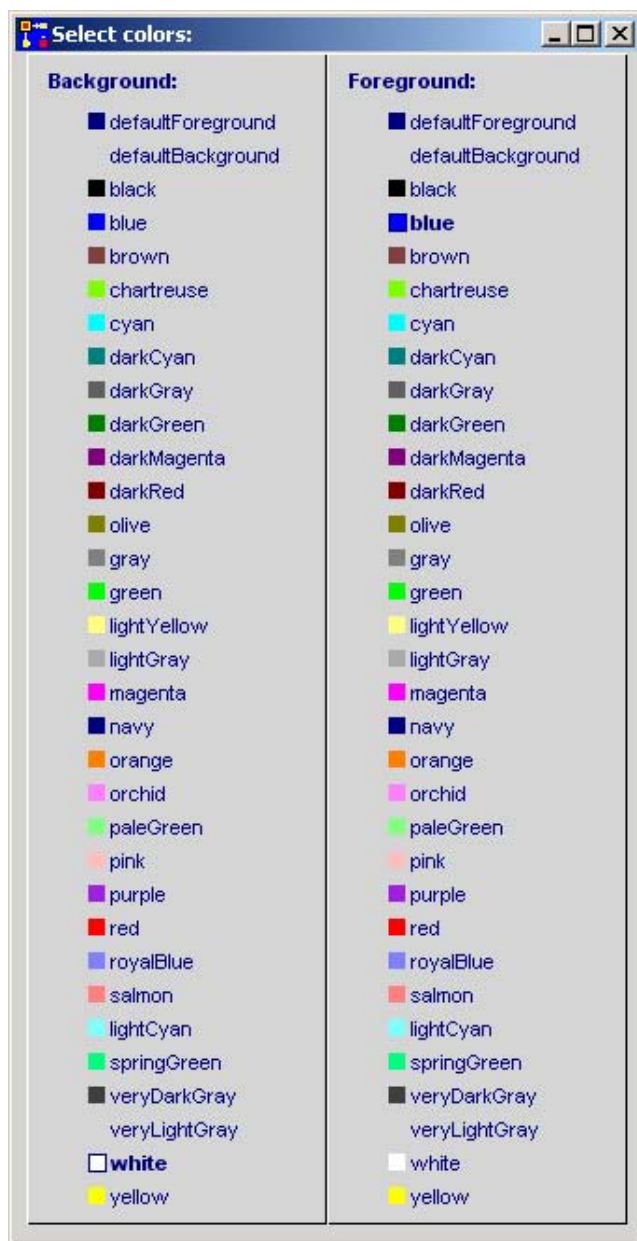 Select colors:
Background:
defaultForeground
defaultBackground
black
blue
brown
chartreuse
cyan
darkCyan
darkGray
darkGreen
darkMagenta
darkRed
olive
gray
green
lightYellow
lightGray
magenta
navy
orange
orchid
paleGreen
pink
purple
red
royalBlue
salmon
lightCyan
springGreen
veryDarkGray
veryLightGray
white
yellow
Foreground:
defaultForeground
defaultBackground
black
blue
brown
chartreuse
cyan
darkCyan
darkGray
darkGreen
darkMagenta
darkRed
olive
gray
green
lightYellow
lightGray
magenta
navy
orange
orchid
paleGreen
pink
purple
red
royalBlue
salmon
lightCyan
springGreen
veryDarkGray
veryLightGray
white
yellow